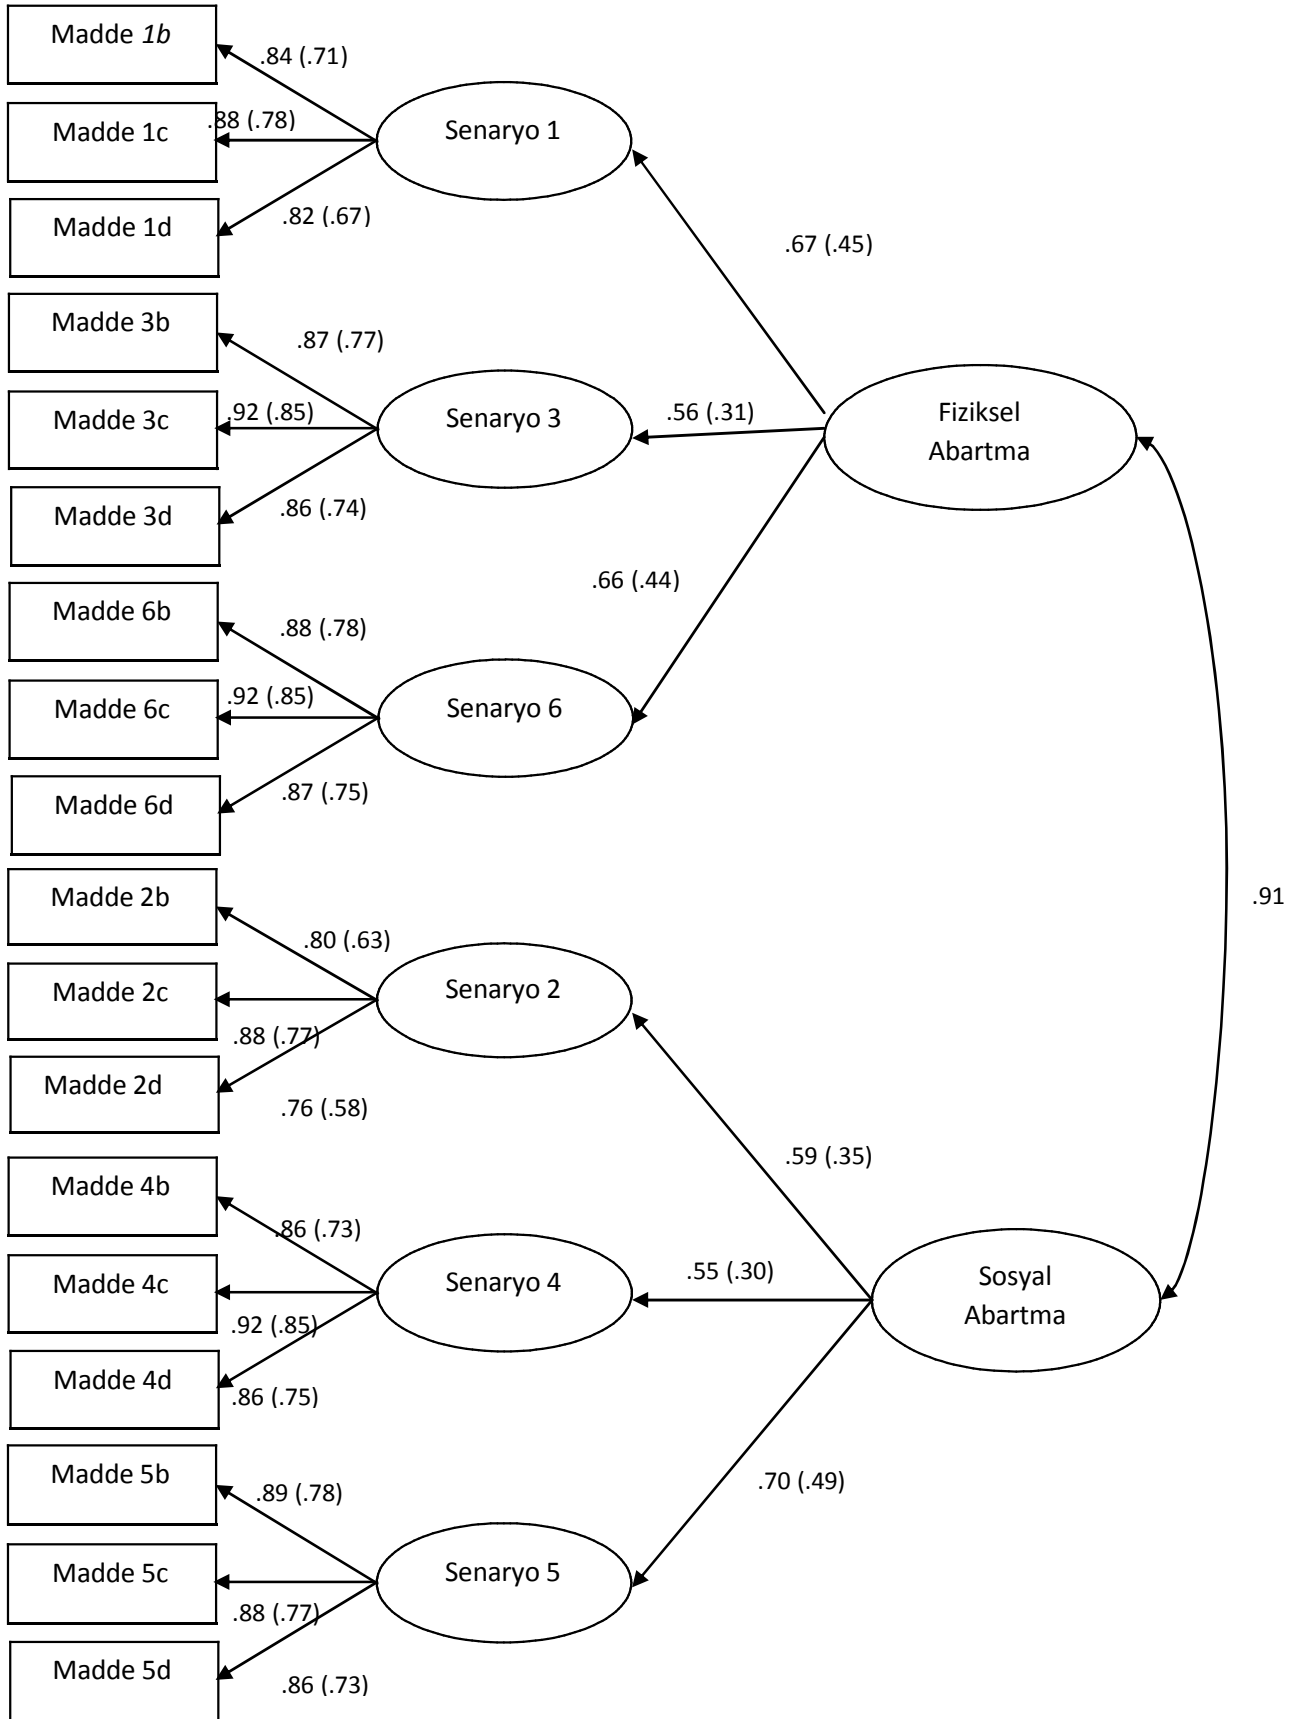 Madde 1b
.84 (.71)
Madde 1c
.88 (.78)
Senaryo 1
Madde 1d
.82 (.67)
.67 (.45)
Madde 3b
.87 (.77)
Madde 3c
.92 (.85)
Senaryo 3
.56 (.31)
Fiziksel
Abartma
Madde 3d
.86 (.74)
.66 (.44)
Madde 6b
.88 (.78)
Madde 6c
.92 (.85)
Senaryo 6
Madde 6d
.87 (.75)
Madde 2b
.91
.80 (.63)
Madde 2c
Senaryo 2
.88 (.77)
Madde 2d
.76 (.58)
.59 (.35)
Madde 4b
.86 (.73)
Madde 4c
Senaryo 4
.55 (.30)
Sosyal
Abartma
.92 (.85)
Madde 4d
.86 (.75)
Madde 5b
.89 (.78)
.70 (.49)
Madde 5c
Senaryo 5
.88 (.77)
Madde 5d
.86 (.73)